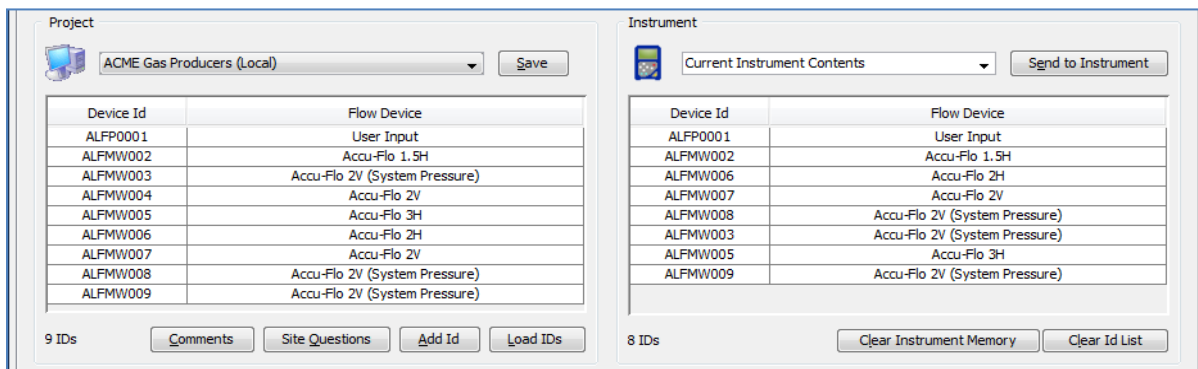 Project
ACME Gas Producers (Local)
Save
Device Id Flow Device
ALFP0001 User Input
ALFMW002 Accu-Flo 1.5H
ALFMW003 Accu-Flo 2V (System Pressure)
ALFMW004 Accu-Flo 2V
ALFMW005 Accu-Flo 3H
ALFMW006 Accu-Flo 2H
ALFMW007 Accu-Flo 2V
ALFMW008 Accu-Flo 2V (System Pressure)
ALFMW009 Accu-Flo 2V (System Pressure)
9 IDs Comments Site Questions Add Id Load IDs
Instrument
Current Instrument Contents
Send to Instrument
Device Id Flow Device
ALFP0001 User Input
ALFMW002 Accu-Flo 1.5H
ALFMW006 Accu-Flo 2H
ALFMW007 Accu-Flo 2V
ALFMW008 Accu-Flo 2V (System Pressure)
ALFMW003 Accu-Flo 2V (System Pressure)
ALFMW005 Accu-Flo 3H
ALFMW009 Accu-Flo 2V (System Pressure)
8 IDs Clear Instrument Memory Clear Id List